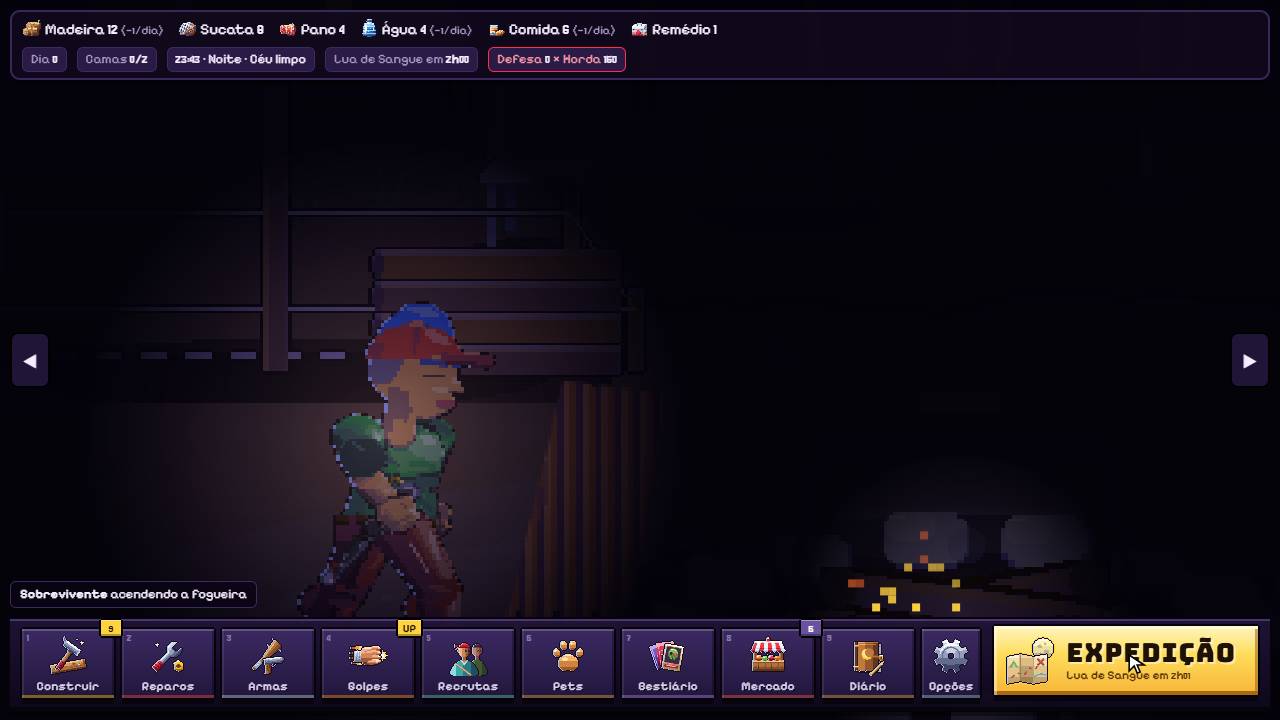 Madeira 12 (-1/dia) Sucata 8 Pano 4 Água 4 (-1/dia) Comida 6 (-1/dia) Remédio 1
Dia 0 Camas 0/2 23:43 · Noite · Céu limpo Lua de Sangue em 2h00 Defesa 0 × Horda 160
Sobrevivente acendendo a fogueira
9 UP 6
1 2 3 4 5 6 7 8 9
Construir Reparos Armas Golpes Recrutas Pets Bestiário Mercado Diário Opções
EXPEDIÇÃO
Lua de Sangue em 2h01